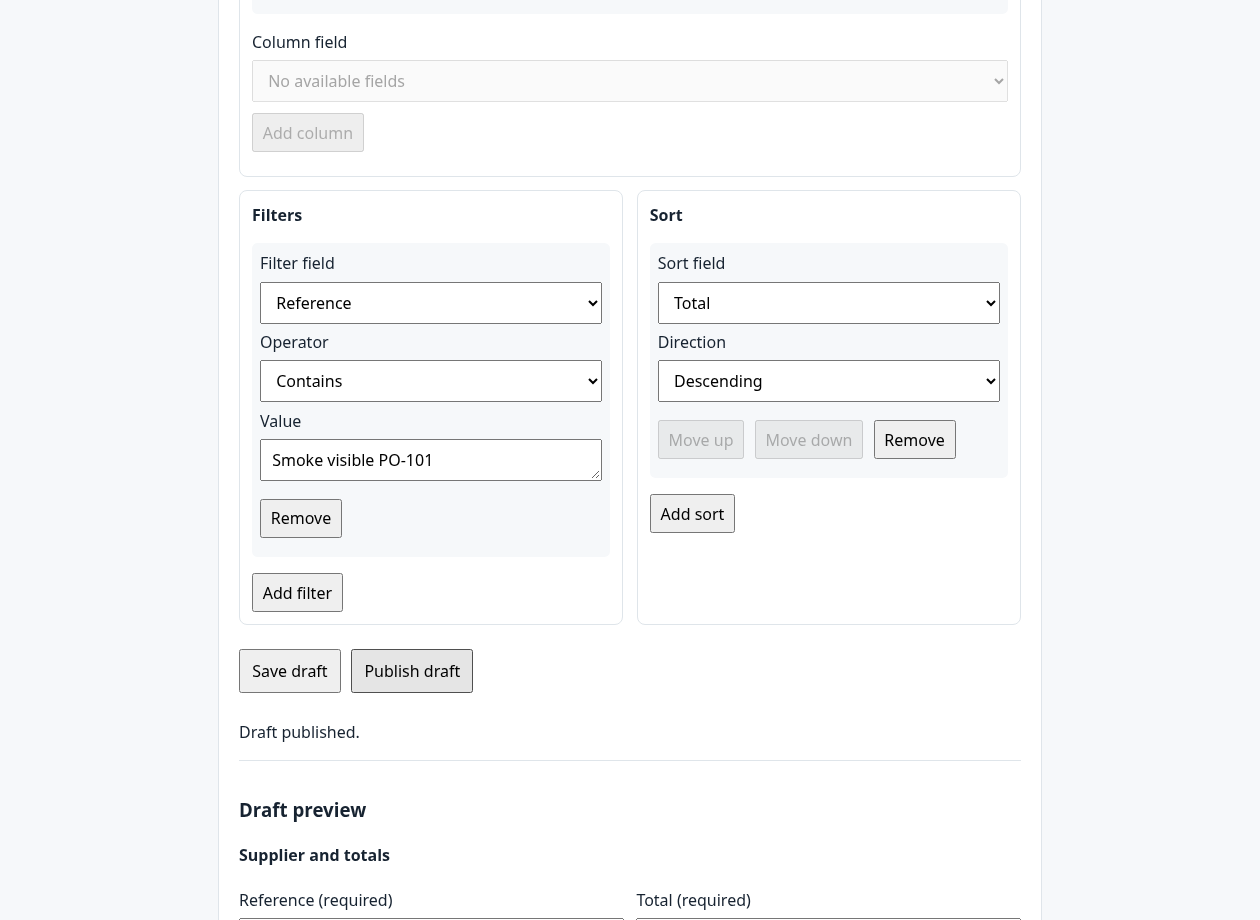 Column field
No available fields
Add column
Filters
Filter field
Reference
Operator
Contains
Value
Smoke visible PO-101
Remove
Add filter
Sort
Sort field
Total
Direction
Descending
Move up
Move down
Remove
Add sort
Save draft
Publish draft
Draft published.
Draft preview
Supplier and totals
Reference (required)
Total (required)